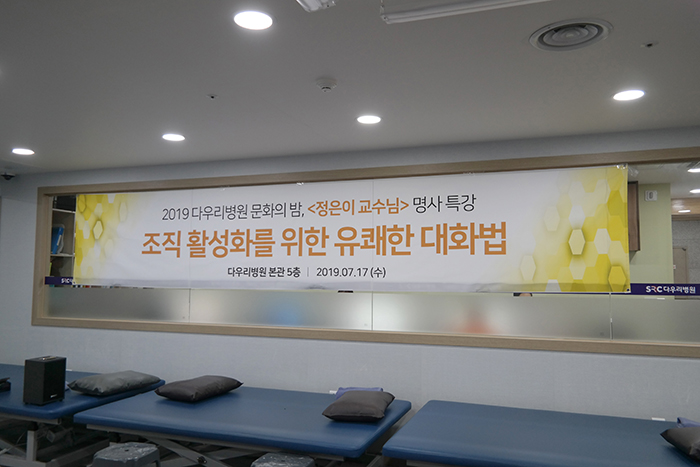 2019 다우리병원 문화의 밤, <정은이 교수님> 명사 특강
조직 활성화를 위한 유쾌한 대화법
다우리병원 본관 5층 | 2019.07.17 (수)
SRC 다우리병원